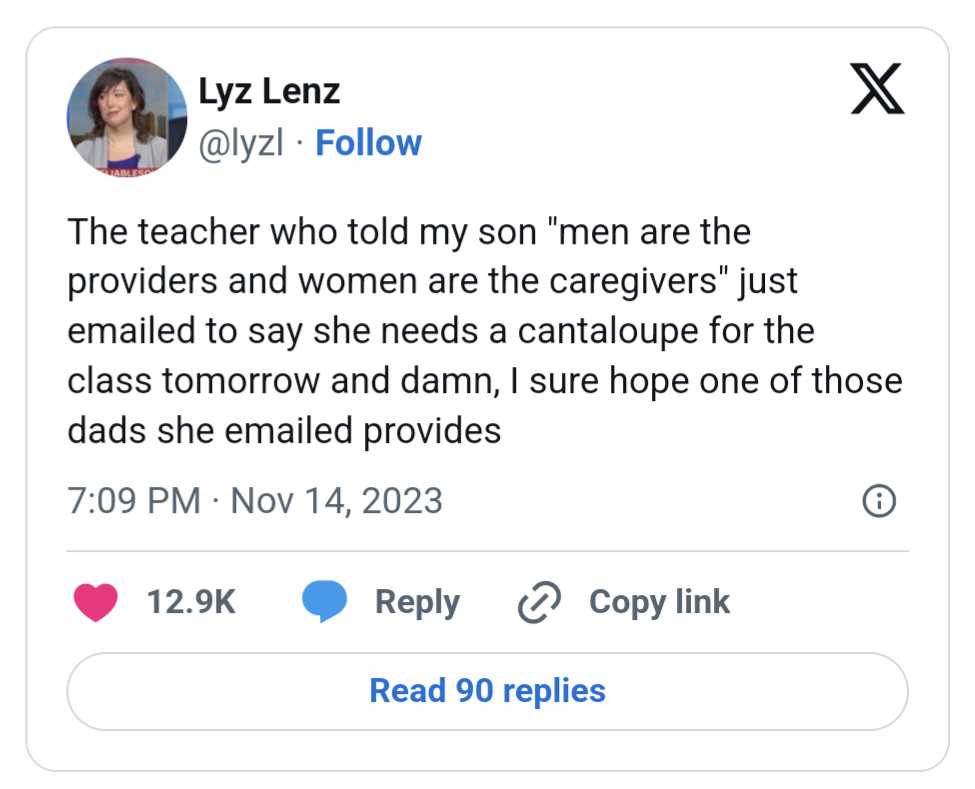 Lyz Lenz
@lyzl · Follow
The teacher who told my son "men are the
providers and women are the caregivers" just
emailed to say she needs a cantaloupe for the
class tomorrow and damn, I sure hope one of those
dads she emailed provides
7:09 PM · Nov 14, 2023
12.9K Reply Copy link
Read 90 replies